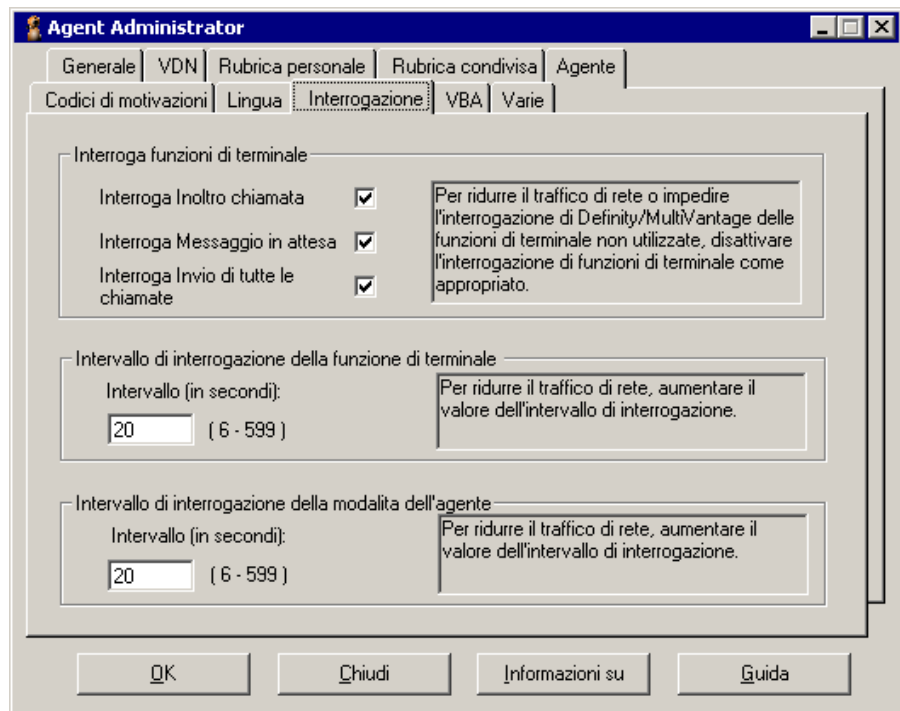 Agent Administrator
Generale VDN Rubrica personale Rubrica condivisa Agente
Codici di motivazioni Lingua Interrogazione VBA Varie
Interroga funzioni di terminale
Interroga Inoltro chiamata
Interroga Messaggio in attesa
Interroga Invio di tutte le
chiamate
Per ridurre il traffico di rete o impedire
l'interrogazione di Definity/MultiVantage delle
funzioni di terminale non utilizzate, disattivare
l'interrogazione di funzioni di terminale come
appropriato.
Intervallo di interrogazione della funzione di terminale
Intervallo (in secondi):
20 ( 6 - 599 )
Per ridurre il traffico di rete, aumentare il
valore dell'intervallo di interrogazione.
Intervallo di interrogazione della modalita dell'agente
Intervallo (in secondi):
20 ( 6 - 599 )
Per ridurre il traffico di rete, aumentare il
valore dell'intervallo di interrogazione.
OK Chiudi Informazioni su Guida